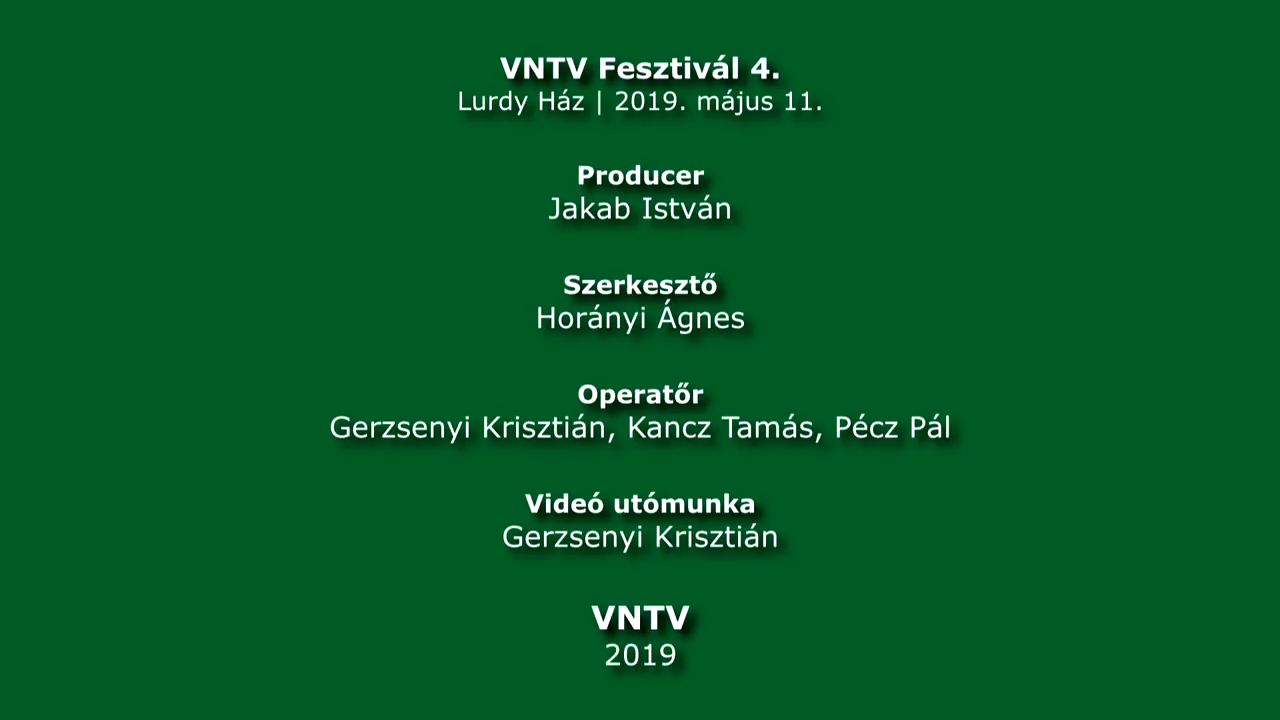 VNTV Fesztivál 4.
Lurdy Ház | 2019. május 11.
Producer
Jakab István
Szerkesztő
Horányi Ágnes
Operatőr
Gerzsenyi Krisztián, Kancz Tamás, Pécz Pál
Videó utómunka
Gerzsenyi Krisztián
VNTV
2019